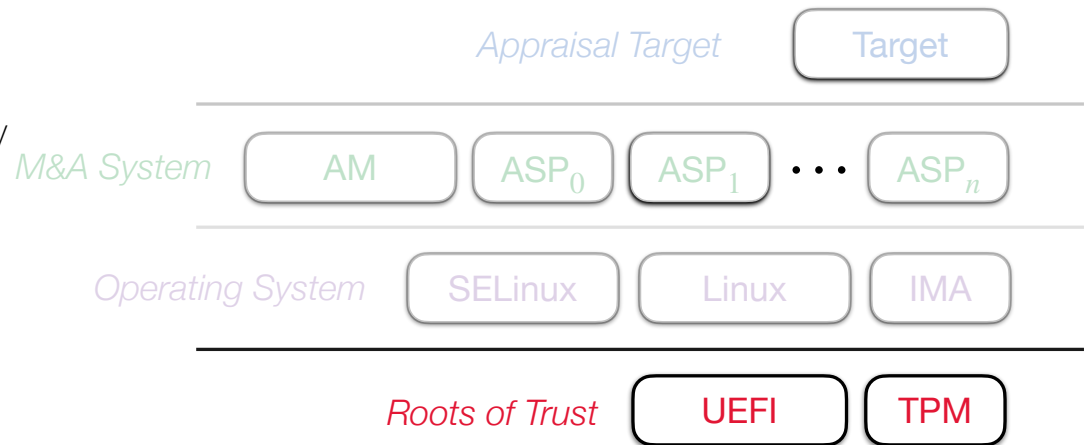 Appraisal Target Target
/
M&A System AM ASP0 ASP1 ... ASPn
Operating System SELinux Linux IMA
Roots of Trust UEFI TPM